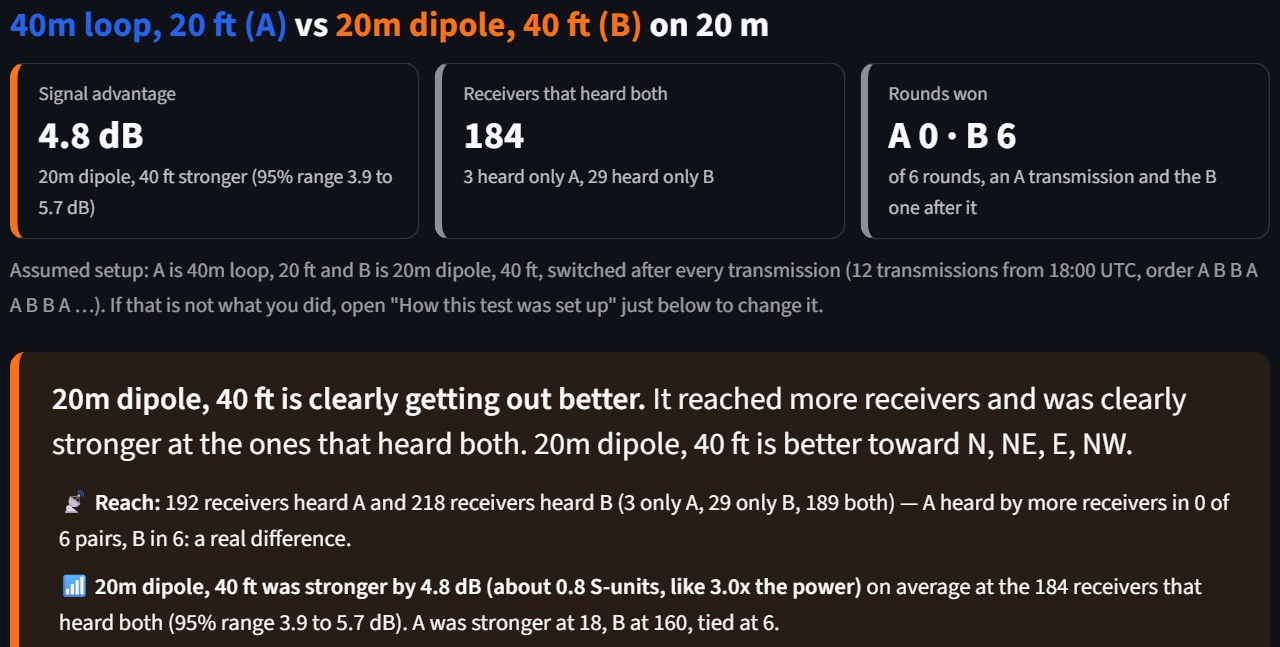 40m loop, 20 ft (A) vs 20m dipole, 40 ft (B) on 20 m
Signal advantage
4.8 dB
20m dipole, 40 ft stronger (95% range 3.9 to
5.7 dB)
Receivers that heard both
184
3 heard only A, 29 heard only B
Rounds won
A 0 · B 6
of 6 rounds, an A transmission and the B
one after it
Assumed setup: A is 40m loop, 20 ft and B is 20m dipole, 40 ft, switched after every transmission (12 transmissions from 18:00 UTC, order A B B A
A B B A …). If that is not what you did, open "How this test was set up" just below to change it.
20m dipole, 40 ft is clearly getting out better. It reached more receivers and was clearly
stronger at the ones that heard both. 20m dipole, 40 ft is better toward N, NE, E, NW.
Reach: 192 receivers heard A and 218 receivers heard B (3 only A, 29 only B, 189 both) — A heard by more receivers in 0 of
6 pairs, B in 6: a real difference.
20m dipole, 40 ft was stronger by 4.8 dB (about 0.8 S-units, like 3.0x the power) on average at the 184 receivers that
heard both (95% range 3.9 to 5.7 dB). A was stronger at 18, B at 160, tied at 6.